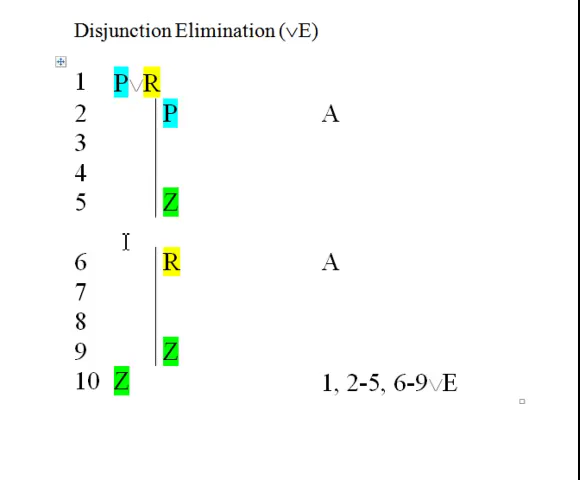 Disjunction Elimination (∨E)
1 P∨R
2 P A
3
4
5 Z
6 R A
7
8
9 Z
10 Z 1, 2-5, 6-9∨E